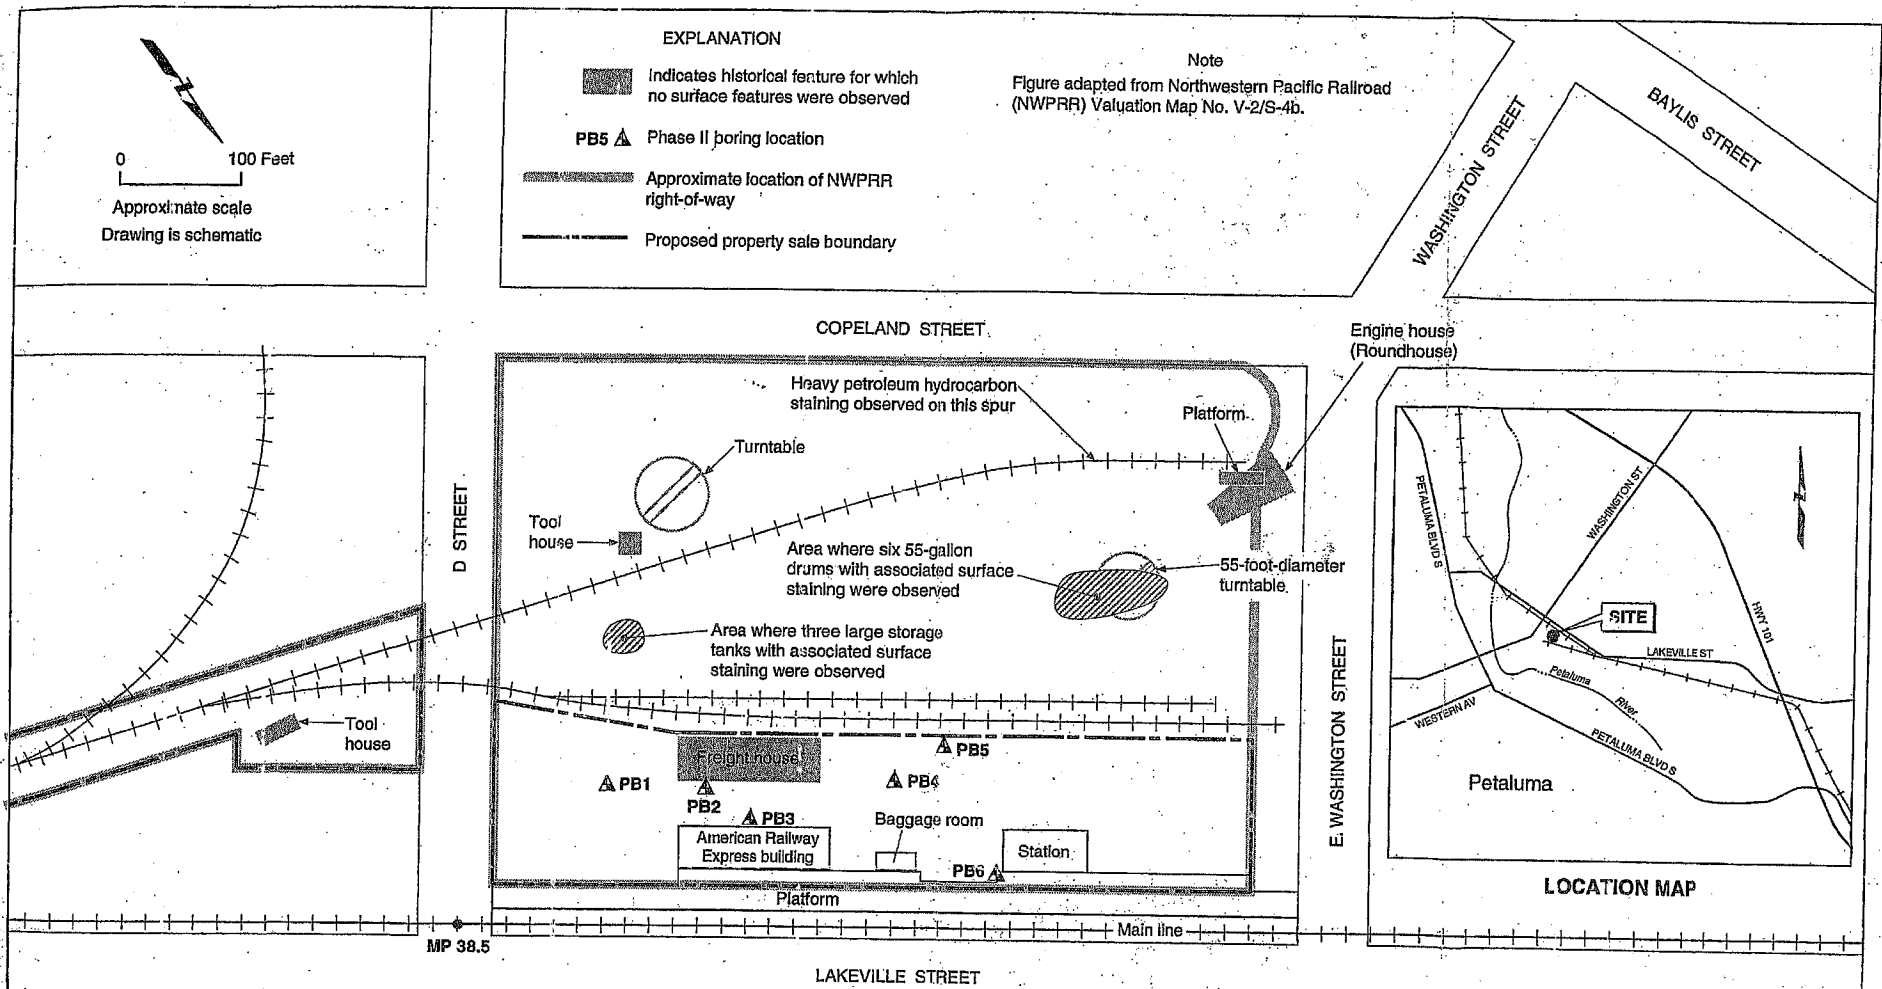 EXPLANATION
Indicates historical feature for which
no surface features were observed
PB5 Phase II boring location
Approximate location of NWPRR
right-of-way
Proposed property sale boundary
Note
Figure adapted from Northwestern Pacific Railroad
(NWPRR) Valuation Map No. V-2/S-4b.
0 100 Feet
Approximate scale
Drawing is schematic
WASHINGTON STREET
BAYLIS STREET
COPELAND STREET
Engine house
(Roundhouse)
Heavy petroleum hydrocarbon
staining observed on this spur
Platform
Turntable
D STREET
Tool
house
Area where six 55-gallon
drums with associated surface
staining were observed
55-foot-diameter
turntable
Area where three large storage
tanks with associated surface
staining were observed
Tool
house
E. WASHINGTON STREET
Freight house
PB5
PB1
PB2
PB4
PB3
Baggage room
American Railway
Express building
Station
PB6
Platform
Main line
MP 38.5
LAKEVILLE STREET
PETALUMA BLVD S
WASHINGTON ST
HWY 101
SITE
LAKEVILLE ST
Petaluma
River
WESTERN AV
PETALUMA BLVD S
Petaluma
LOCATION MAP